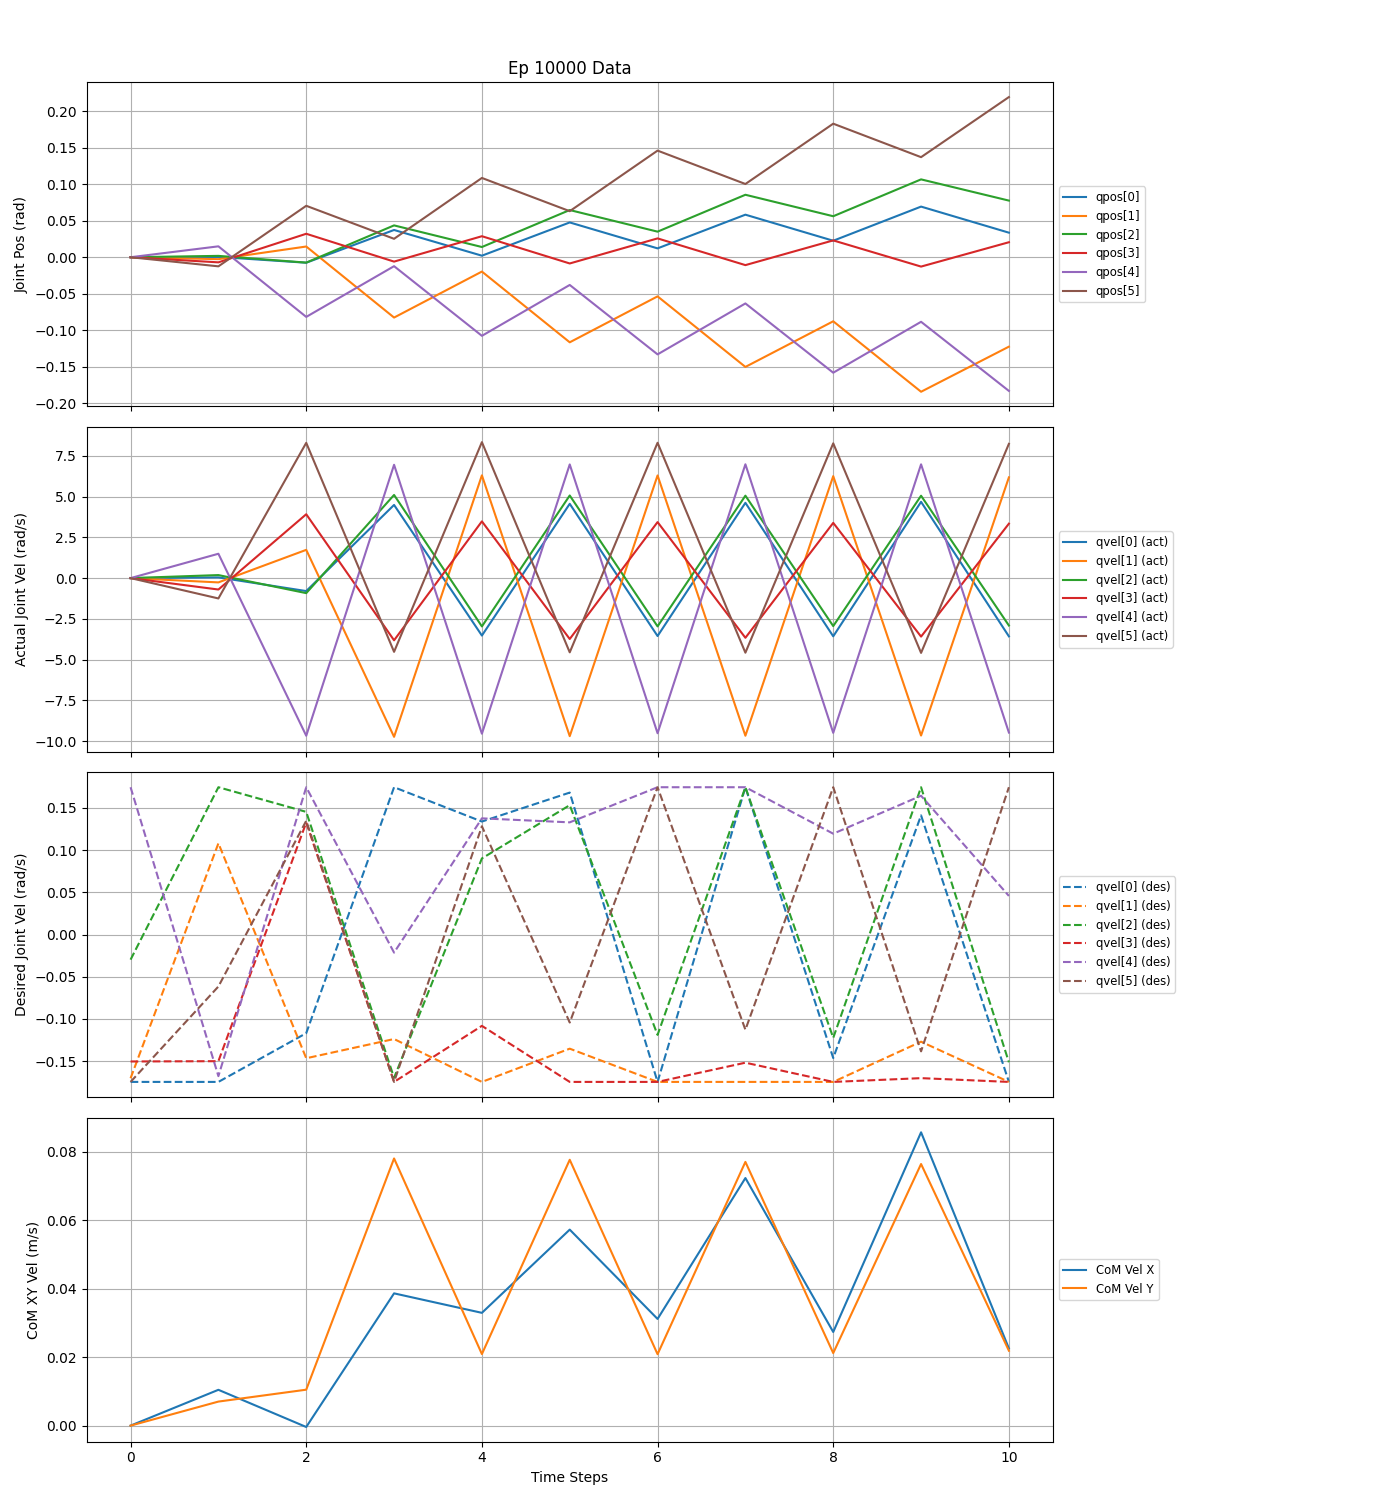 Ep 10000 Data
Joint Pos (rad)
0.20
0.15
0.10
0.05
0.00
−0.05
−0.10
−0.15
−0.20
qpos[0]
qpos[1]
qpos[2]
qpos[3]
qpos[4]
qpos[5]
Actual Joint Vel (rad/s)
7.5
5.0
2.5
0.0
−2.5
−5.0
−7.5
−10.0
qvel[0] (act)
qvel[1] (act)
qvel[2] (act)
qvel[3] (act)
qvel[4] (act)
qvel[5] (act)
Desired Joint Vel (rad/s)
0.15
0.10
0.05
0.00
−0.05
−0.10
−0.15
qvel[0] (des)
qvel[1] (des)
qvel[2] (des)
qvel[3] (des)
qvel[4] (des)
qvel[5] (des)
CoM XY Vel (m/s)
0.08
0.06
0.04
0.02
0.00
CoM Vel X
CoM Vel Y
0 2 4 6 8 10
Time Steps